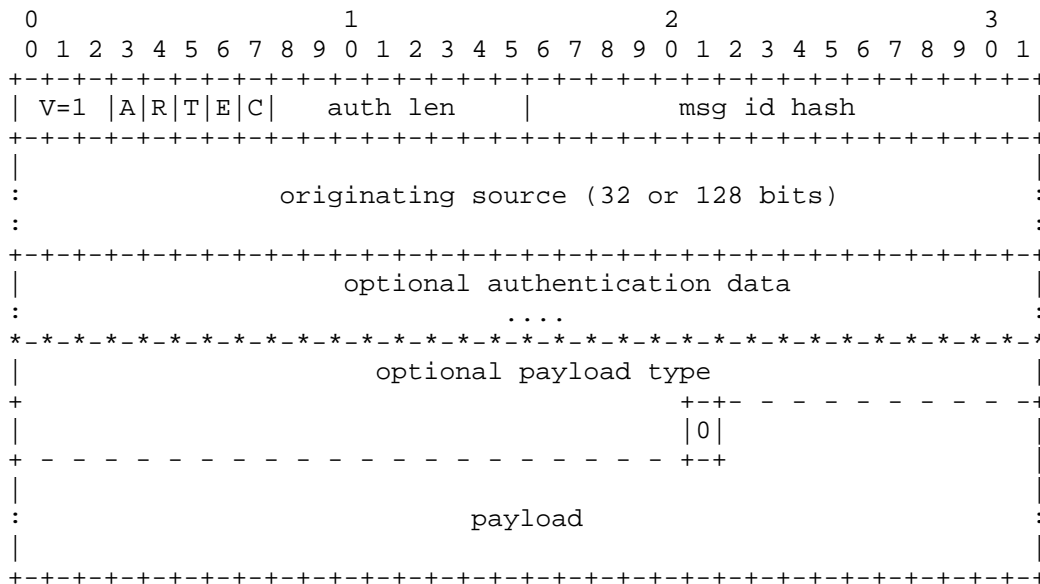 0                   1                   2                   3
 0 1 2 3 4 5 6 7 8 9 0 1 2 3 4 5 6 7 8 9 0 1 2 3 4 5 6 7 8 9 0 1
+-+-+-+-+-+-+-+-+-+-+-+-+-+-+-+-+-+-+-+-+-+-+-+-+-+-+-+-+-+-+-+-+
| V=1 |A|R|T|E|C|   auth len    |         msg id hash           |
+-+-+-+-+-+-+-+-+-+-+-+-+-+-+-+-+-+-+-+-+-+-+-+-+-+-+-+-+-+-+-+-+
|                                                               |
:                originating source (32 or 128 bits)            :
:                                                               :
+-+-+-+-+-+-+-+-+-+-+-+-+-+-+-+-+-+-+-+-+-+-+-+-+-+-+-+-+-+-+-+-+
|                    optional authentication data               |
:                              ....                             :
*-*-*-*-*-*-*-*-*-*-*-*-*-*-*-*-*-*-*-*-*-*-*-*-*-*-*-*-*-*-*-*-*
|                      optional payload type                    |
+                                         +-+- - - - - - - - - -+
|                                         |0|                   |
+ - - - - - - - - - - - - - - - - - - - - +-+                   |
|                                                               |
:                            payload                            :
|                                                               |
+-+-+-+-+-+-+-+-+-+-+-+-+-+-+-+-+-+-+-+-+-+-+-+-+-+-+-+-+-+-+-+-+